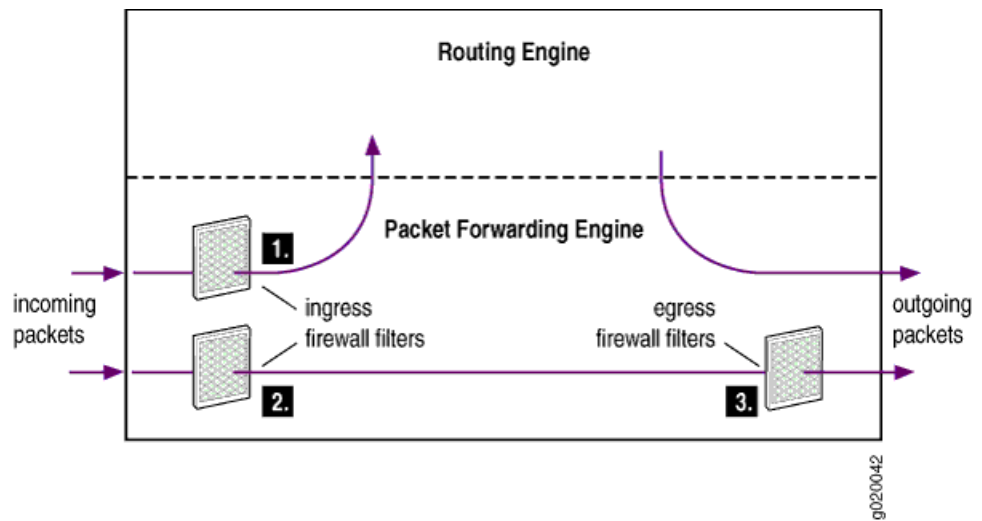 Routing Engine
Packet Forwarding Engine
1.
incoming
packets
ingress
firewall filters
egress
firewall filters
outgoing
packets
2.
3.
g020042